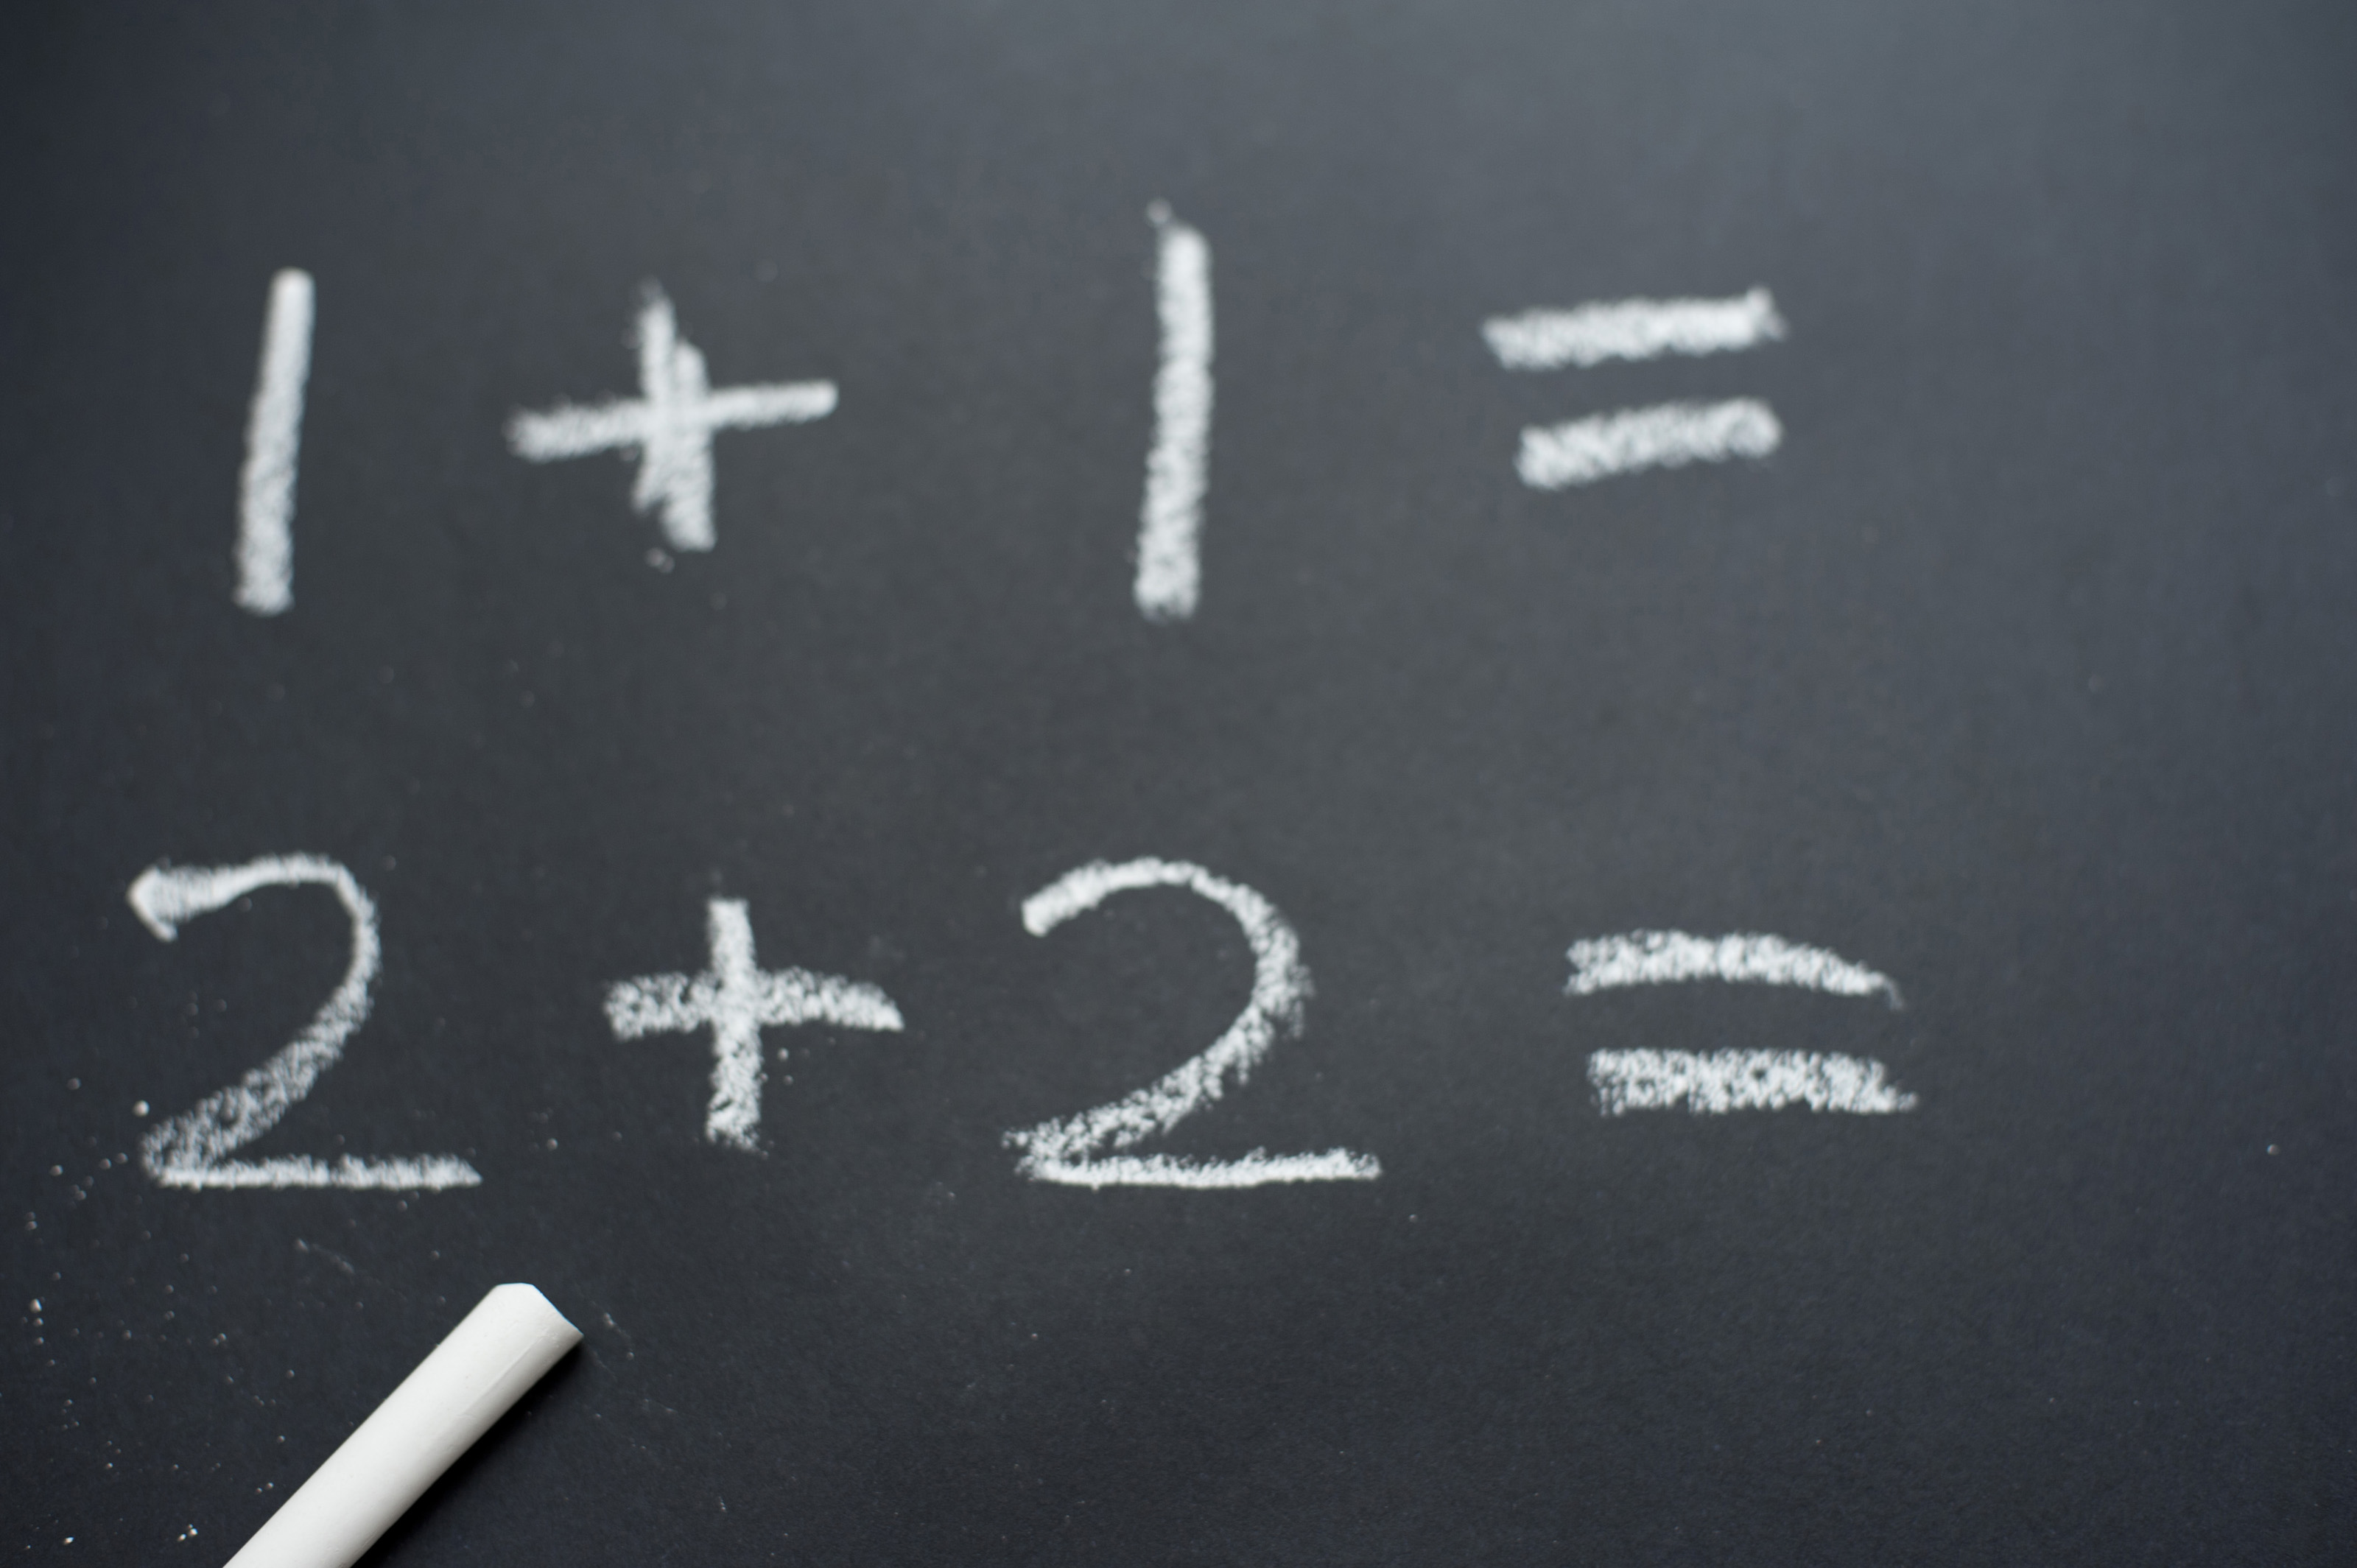 1 + 1 =
2 + 2 =